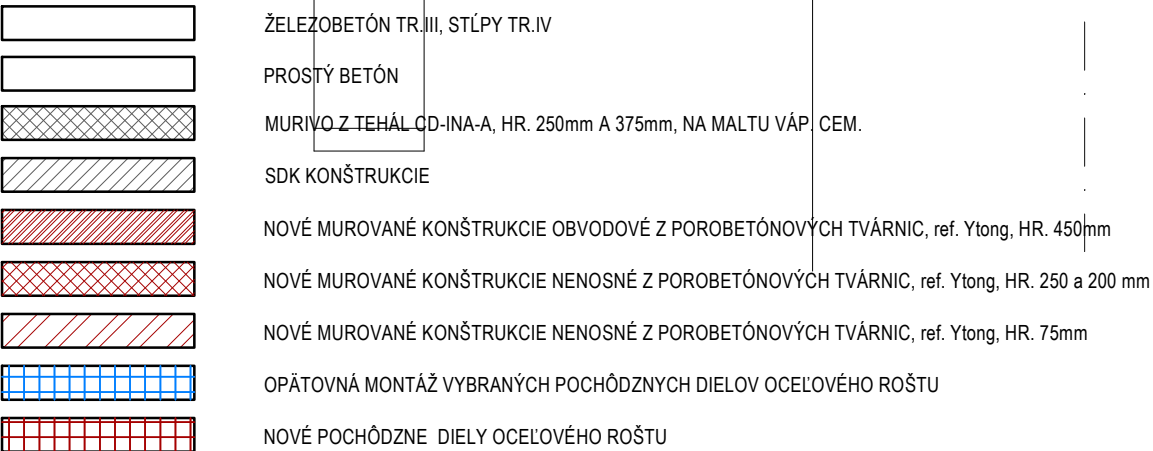 ŽELEZOBETÓN TR.III, STĹPY TR.IV
PROSTÝ BETÓN
MURIVO Z TEHÁL CD-INA-A, HR. 250mm A 375mm, NA MALTU VÁP. CEM.
SDK KONŠTRUKCIE
NOVÉ MUROVANÉ KONŠTRUKCIE OBVODOVÉ Z POROBETÓNOVÝCH TVÁRNIC, ref. Ytong, HR. 450mm
NOVÉ MUROVANÉ KONŠTRUKCIE NENOSNÉ Z POROBETÓNOVÝCH TVÁRNIC, ref. Ytong, HR. 250 a 200 mm
NOVÉ MUROVANÉ KONŠTRUKCIE NENOSNÉ Z POROBETÓNOVÝCH TVÁRNIC, ref. Ytong, HR. 75mm
OPÄTOVNÁ MONTÁŽ VYBRANÝCH POCHÔDZNYCH DIELOV OCEĽOVÉHO ROŠTU
NOVÉ POCHÔDZNE DIELY OCEĽOVÉHO ROŠTU